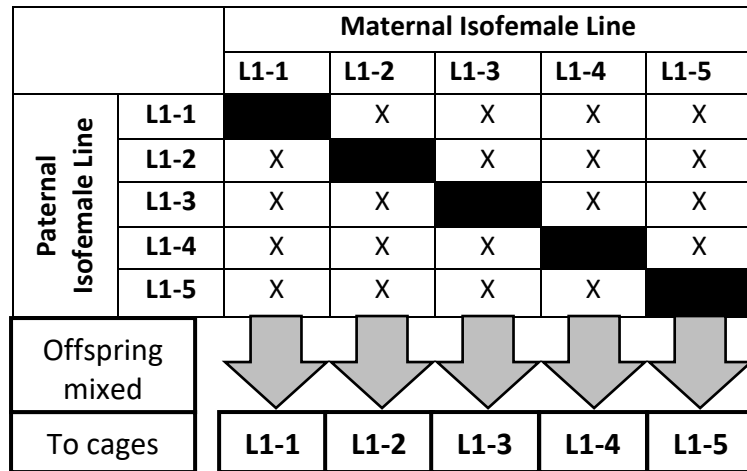 Maternal Isofemale Line
L1-1 L1-2 L1-3 L1-4 L1-5
Paternal
Isofemale Line
L1-1 X X X X
L1-2 X X X X
L1-3 X X X X
L1-4 X X X X
L1-5 X X X X
Offspring
mixed
To cages L1-1 L1-2 L1-3 L1-4 L1-5